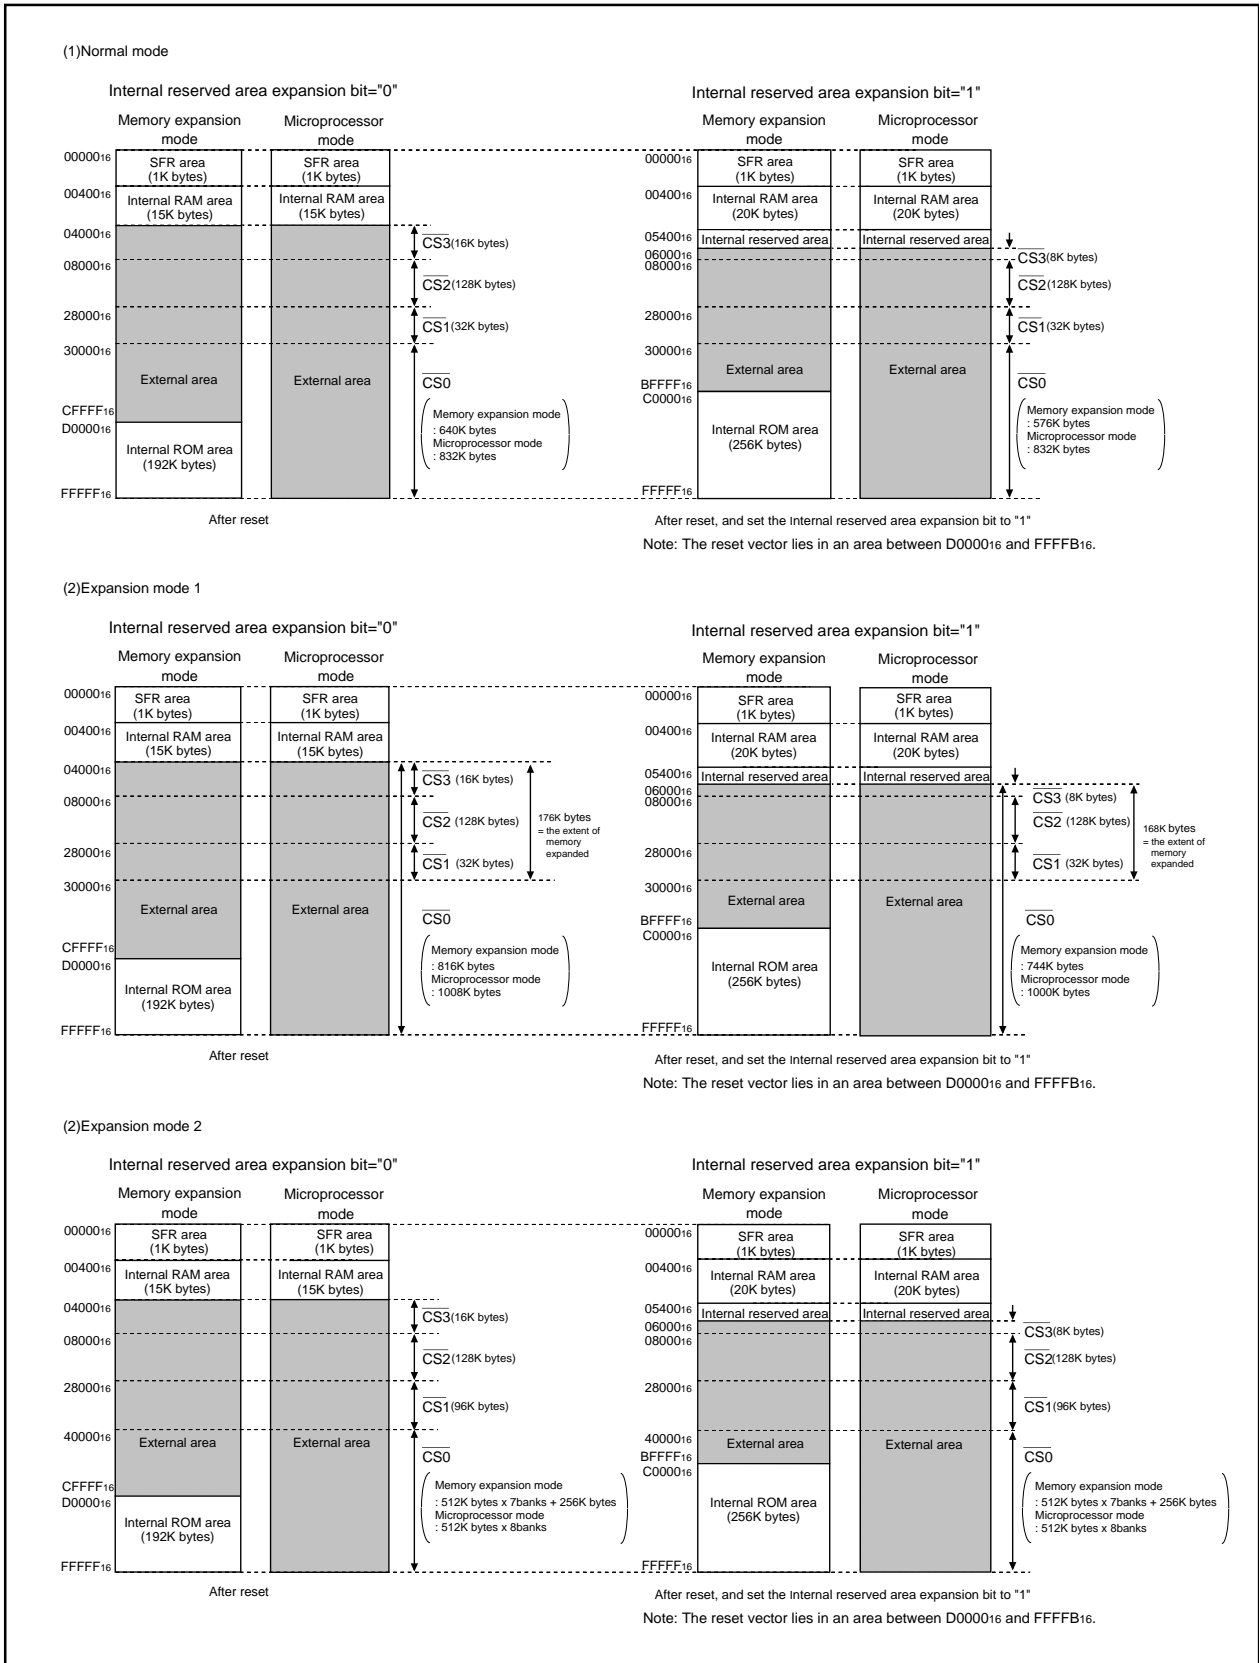 (1)Normal mode
Internal reserved area expansion bit="0"
Memory expansion
mode
Microprocessor
mode
0000016
SFR area
(1K bytes)
SFR area
(1K bytes)
0040016
Internal RAM area
(15K bytes)
Internal RAM area
(15K bytes)
0400016
CS3(16K bytes)
0800016
CS2(128K bytes)
2800016
CS1(32K bytes)
3000016
External area
External area
CS0
Memory expansion mode
: 640K bytes
Microprocessor mode
: 832K bytes
CFFFF16
D000016
Internal ROM area
(192K bytes)
FFFFF16
After reset
Internal reserved area expansion bit="1"
Memory expansion
mode
Microprocessor
mode
0000016
SFR area
(1K bytes)
SFR area
(1K bytes)
0040016
Internal RAM area
(20K bytes)
Internal RAM area
(20K bytes)
0540016
Internal reserved area
Internal reserved area
0600016
0800016
CS3(8K bytes)
CS2(128K bytes)
2800016
CS1(32K bytes)
3000016
External area
External area
CS0
BFFFF16
C000016
Memory expansion mode
: 576K bytes
Microprocessor mode
: 832K bytes
Internal ROM area
(256K bytes)
FFFFF16
After reset, and set the Internal reserved area expansion bit to "1"
Note: The reset vector lies in an area between D000016 and FFFFB16.
(2)Expansion mode 1
Internal reserved area expansion bit="0"
Memory expansion
mode
Microprocessor
mode
0000016
SFR area
(1K bytes)
SFR area
(1K bytes)
0040016
Internal RAM area
(15K bytes)
Internal RAM area
(15K bytes)
0400016
CS3 (16K bytes)
0800016
CS2 (128K bytes)
176K bytes
= the extent of
memory
expanded
2800016
CS1 (32K bytes)
3000016
External area
External area
CS0
Memory expansion mode
: 816K bytes
Microprocessor mode
: 1008K bytes
CFFFF16
D000016
Internal ROM area
(192K bytes)
FFFFF16
After reset
Internal reserved area expansion bit="1"
Memory expansion
mode
Microprocessor
mode
0000016
SFR area
(1K bytes)
SFR area
(1K bytes)
0040016
Internal RAM area
(20K bytes)
Internal RAM area
(20K bytes)
0540016
Internal reserved area
Internal reserved area
0600016
0800016
CS3 (8K bytes)
CS2 (128K bytes)
168K bytes
= the extent of
memory
expanded
2800016
CS1 (32K bytes)
3000016
External area
External area
CS0
BFFFF16
C000016
Memory expansion mode
: 744K bytes
Microprocessor mode
: 1000K bytes
Internal ROM area
(256K bytes)
FFFFF16
After reset, and set the Internal reserved area expansion bit to "1"
Note: The reset vector lies in an area between D000016 and FFFFB16.
(2)Expansion mode 2
Internal reserved area expansion bit="0"
Memory expansion
mode
Microprocessor
mode
0000016
SFR area
(1K bytes)
SFR area
(1K bytes)
0040016
Internal RAM area
(15K bytes)
Internal RAM area
(15K bytes)
0400016
CS3(16K bytes)
0800016
CS2(128K bytes)
2800016
CS1(96K bytes)
4000016
External area
External area
CS0
Memory expansion mode
: 512K bytes x 7banks + 256K bytes
Microprocessor mode
: 512K bytes x 8banks
CFFFF16
D000016
Internal ROM area
(192K bytes)
FFFFF16
After reset
Internal reserved area expansion bit="1"
Memory expansion
mode
Microprocessor
mode
0000016
SFR area
(1K bytes)
SFR area
(1K bytes)
0040016
Internal RAM area
(20K bytes)
Internal RAM area
(20K bytes)
0540016
Internal reserved area
Internal reserved area
0600016
0800016
CS3(8K bytes)
CS2(128K bytes)
2800016
CS1(96K bytes)
4000016
External area
External area
CS0
BFFFF16
C000016
Memory expansion mode
: 512K bytes x 7banks + 256K bytes
Microprocessor mode
: 512K bytes x 8banks
Internal ROM area
(256K bytes)
FFFFF16
After reset, and set the Internal reserved area expansion bit to "1"
Note: The reset vector lies in an area between D000016 and FFFFB16.